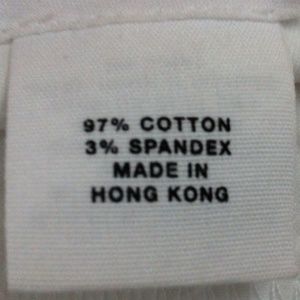 97% COTTON
3% SPANDEX
MADE IN
HONG KONG